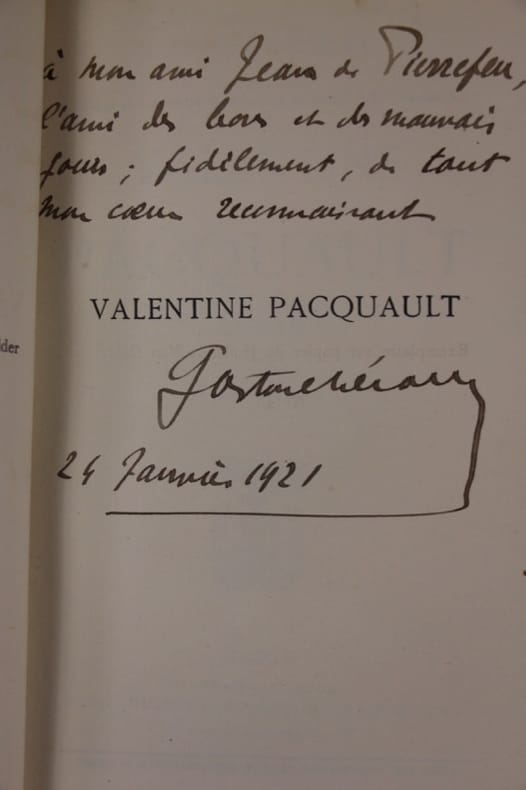 à mon ami Jean de Pierrefeu,
l'ami des bons et des mauvais
jours ; fidèlement, de tout
mon cœur reconnaissant
VALENTINE PACQUAULT
Gaston Chérau
24 Janvier 1921